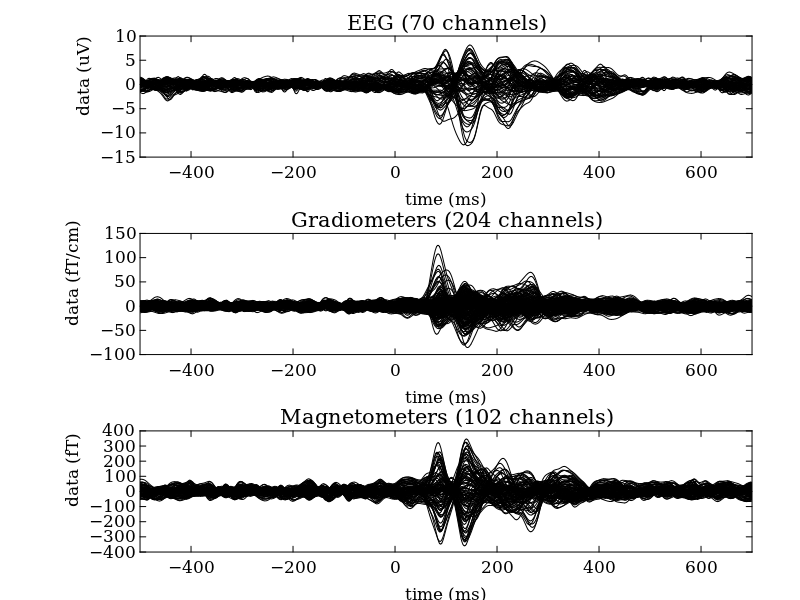 EEG (70 channels)
data (uV)
10
5
0
−5
−10
−15
−400 −200 0 200 400 600
time (ms)
Gradiometers (204 channels)
data (fT/cm)
150
100
50
0
−50
−100
−400 −200 0 200 400 600
time (ms)
Magnetometers (102 channels)
data (fT)
400
300
200
100
0
−100
−200
−300
−400
−400 −200 0 200 400 600
time (ms)